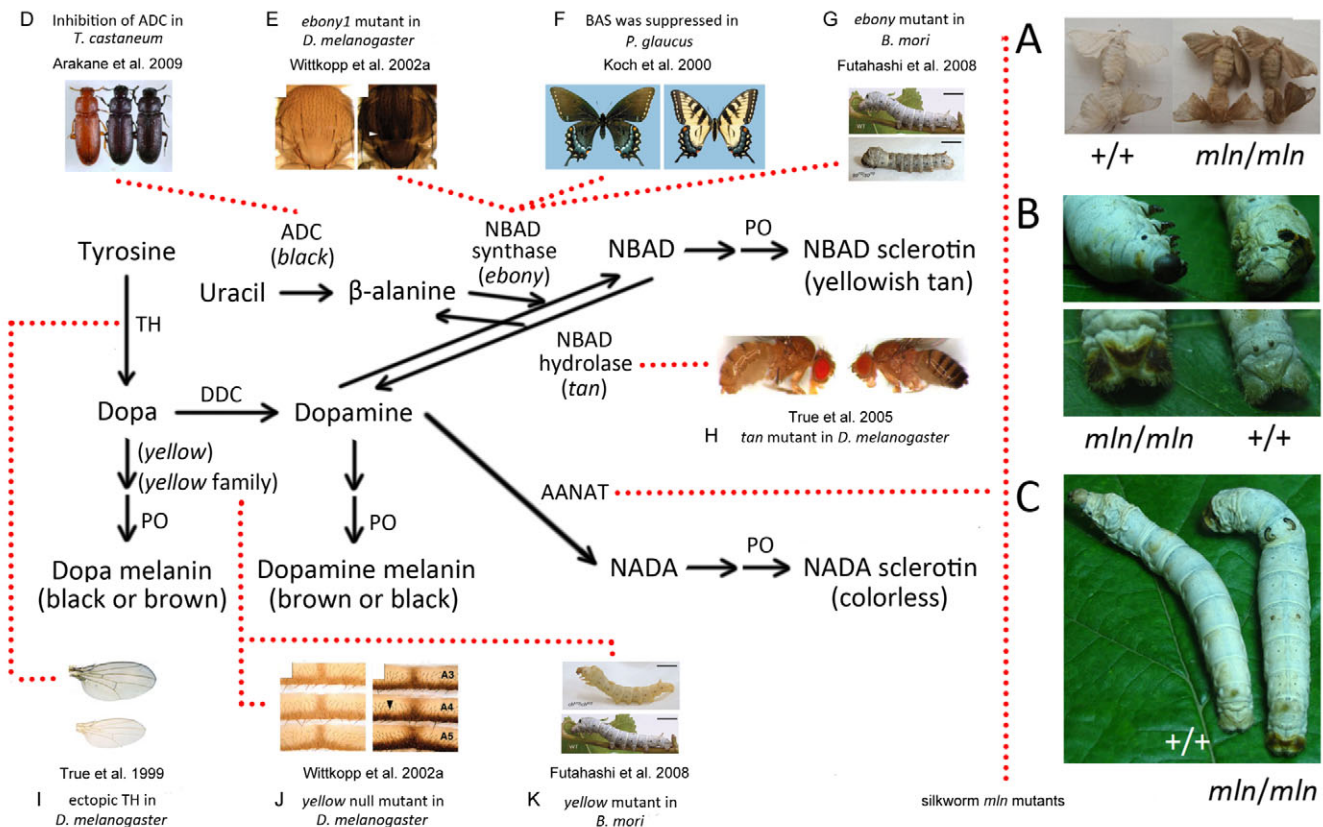 D Inhibition of ADC in
T. castaneum
Arakane et al. 2009
E ebony1 mutant in
D. melanogaster
Wittkopp et al. 2002a
F BAS was suppressed in
P. glaucus
Koch et al. 2000
G ebony mutant in
B. mori
Futahashi et al. 2008
WT
A
+/+ mln/mln
B
mln/mln +/+
C
+/+
mln/mln
Tyrosine
ADC
(black)
Uracil
β-alanine
NBAD
synthase
(ebony)
NBAD
PO
NBAD sclerotin
(yellowish tan)
TH
NBAD
hydrolase
(tan)
True et al. 2005
H tan mutant in D. melanogaster
Dopa
DDC
Dopamine
(yellow)
(yellow family)
PO
PO
AANAT
Dopa melanin
(black or brown)
Dopamine melanin
(brown or black)
NADA
PO
NADA sclerotin
(colorless)
A3
A4
A5
WT
True et al. 1999
I ectopic TH in
D. melanogaster
Wittkopp et al. 2002a
J yellow null mutant in
D. melanogaster
Futahashi et al. 2008
K yellow mutant in
B. mori
silkworm mln mutants